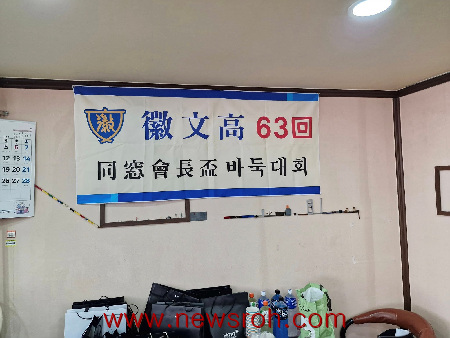 徽文高 63回
同窓會長盃 바둑대회
www.newsroh.com